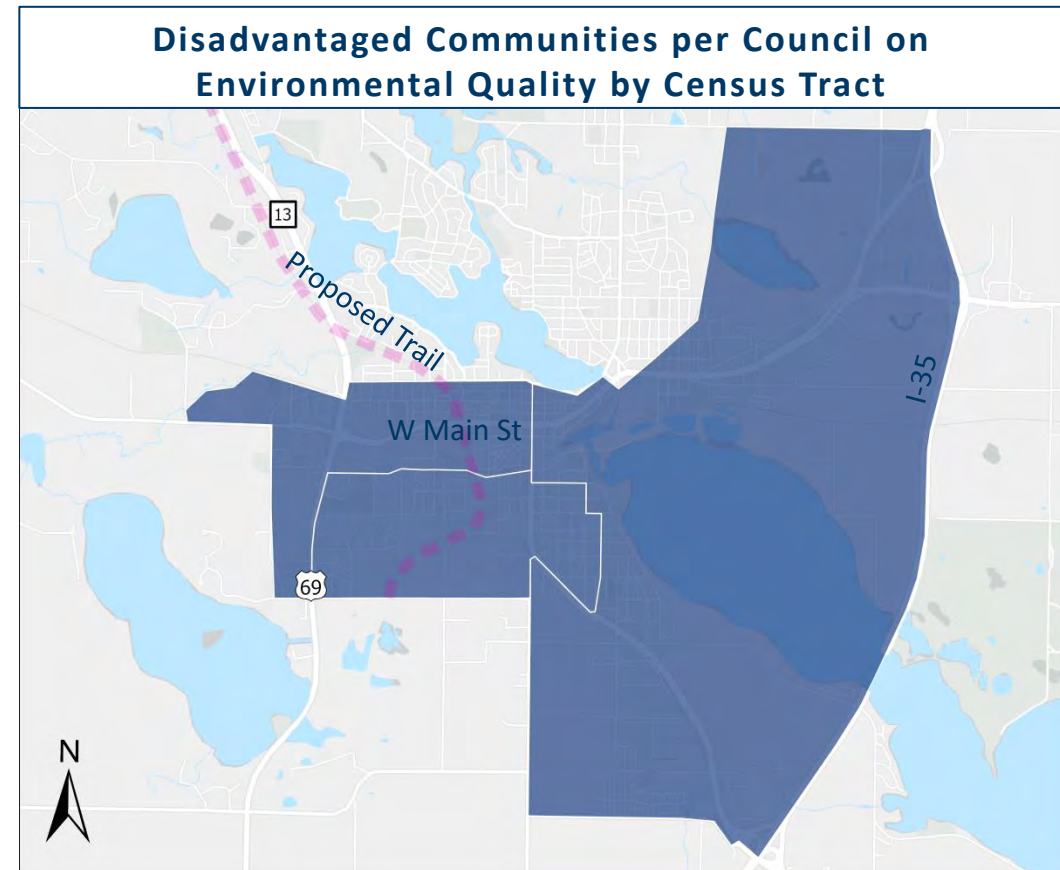 Disadvantaged Communities per Council on
Environmental Quality by Census Tract
13
Proposed Trail
I-35
W Main St
69
N